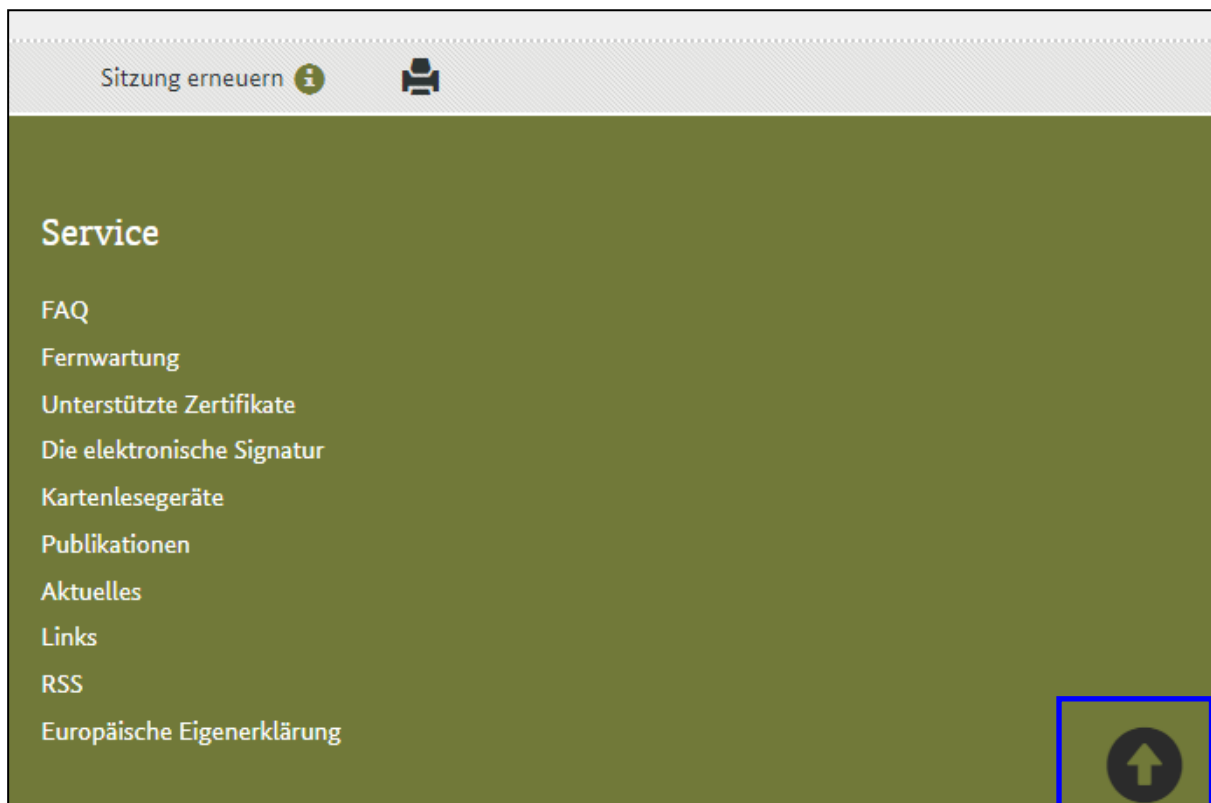 Sitzung erneuern
Service
FAQ
Fernwartung
Unterstützte Zertifikate
Die elektronische Signatur
Kartenlesegeräte
Publikationen
Aktuelles
Links
RSS
Europäische Eigenerklärung